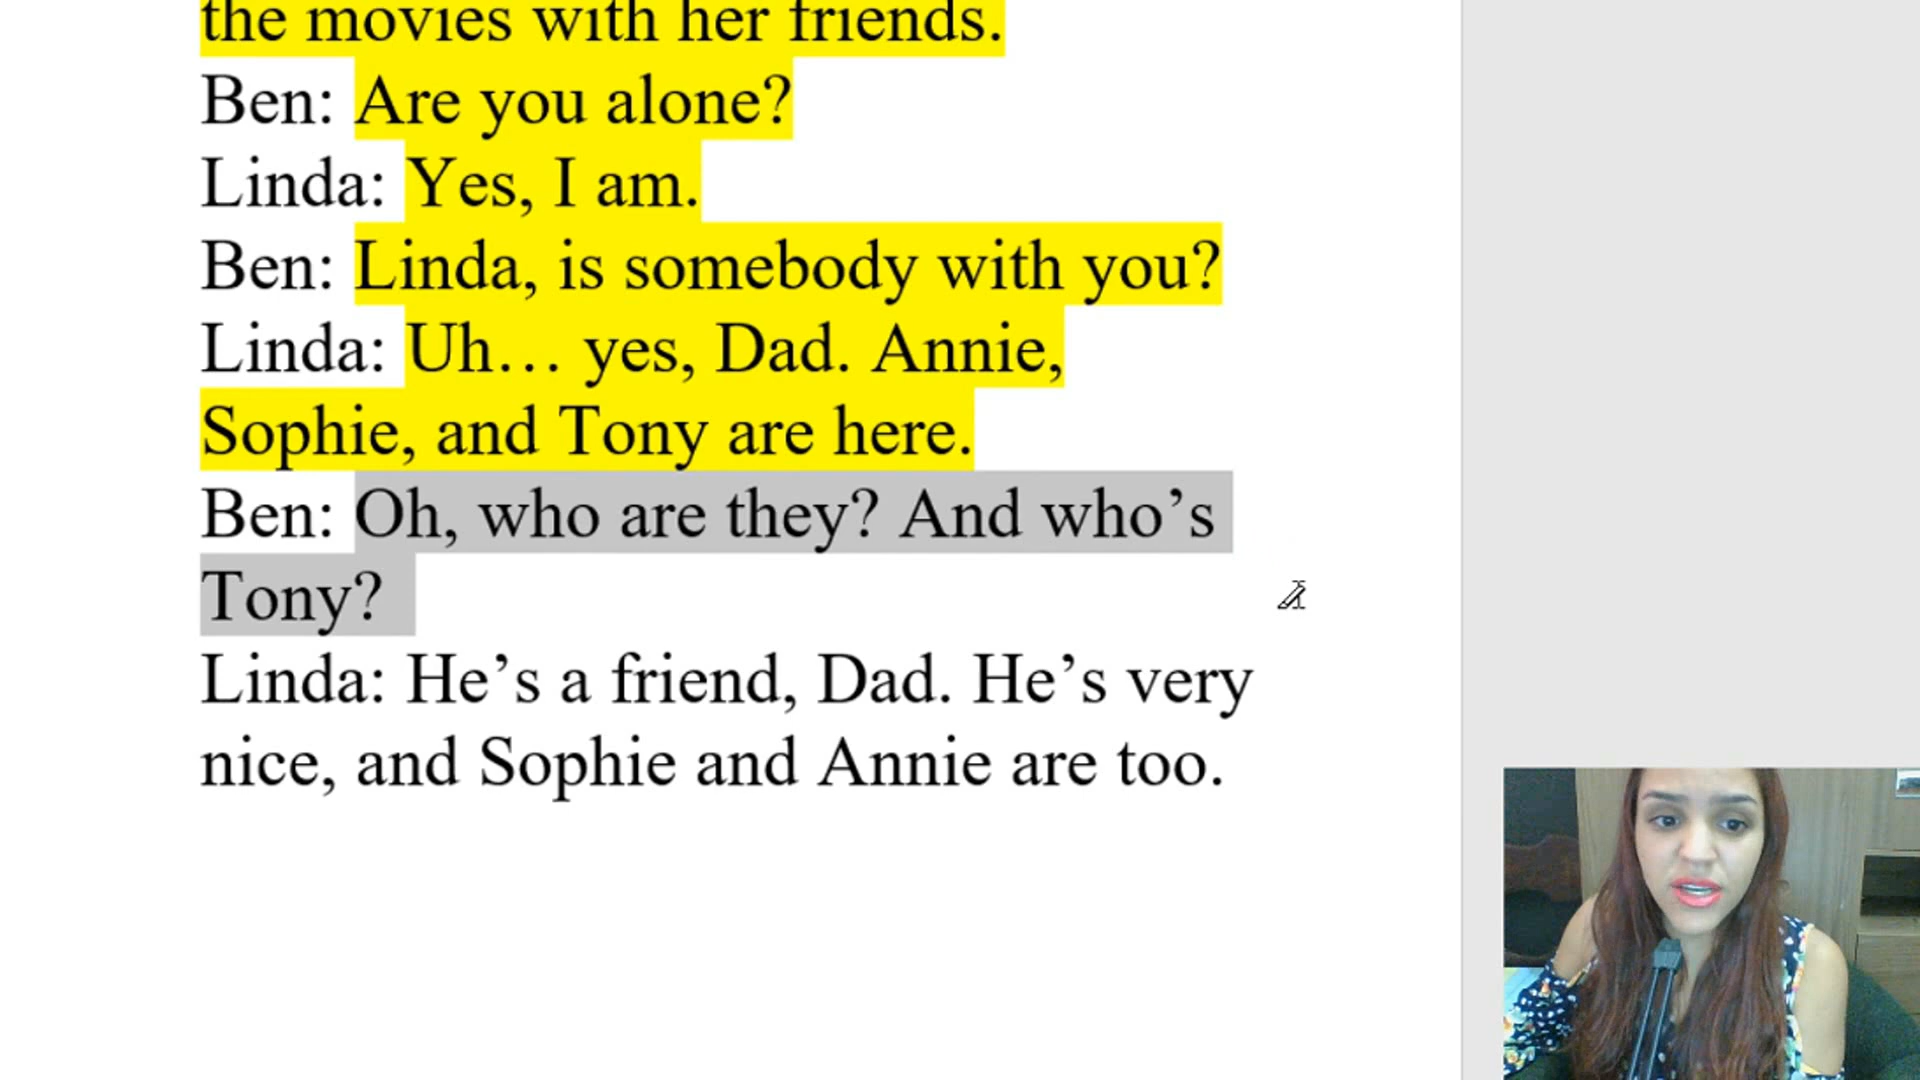 the movies with her friends.
Ben: Are you alone?
Linda: Yes, I am.
Ben: Linda, is somebody with you?
Linda: Uh… yes, Dad. Annie,
Sophie, and Tony are here.
Ben: Oh, who are they? And who’s
Tony?
Linda: He’s a friend, Dad. He’s very
nice, and Sophie and Annie are too.